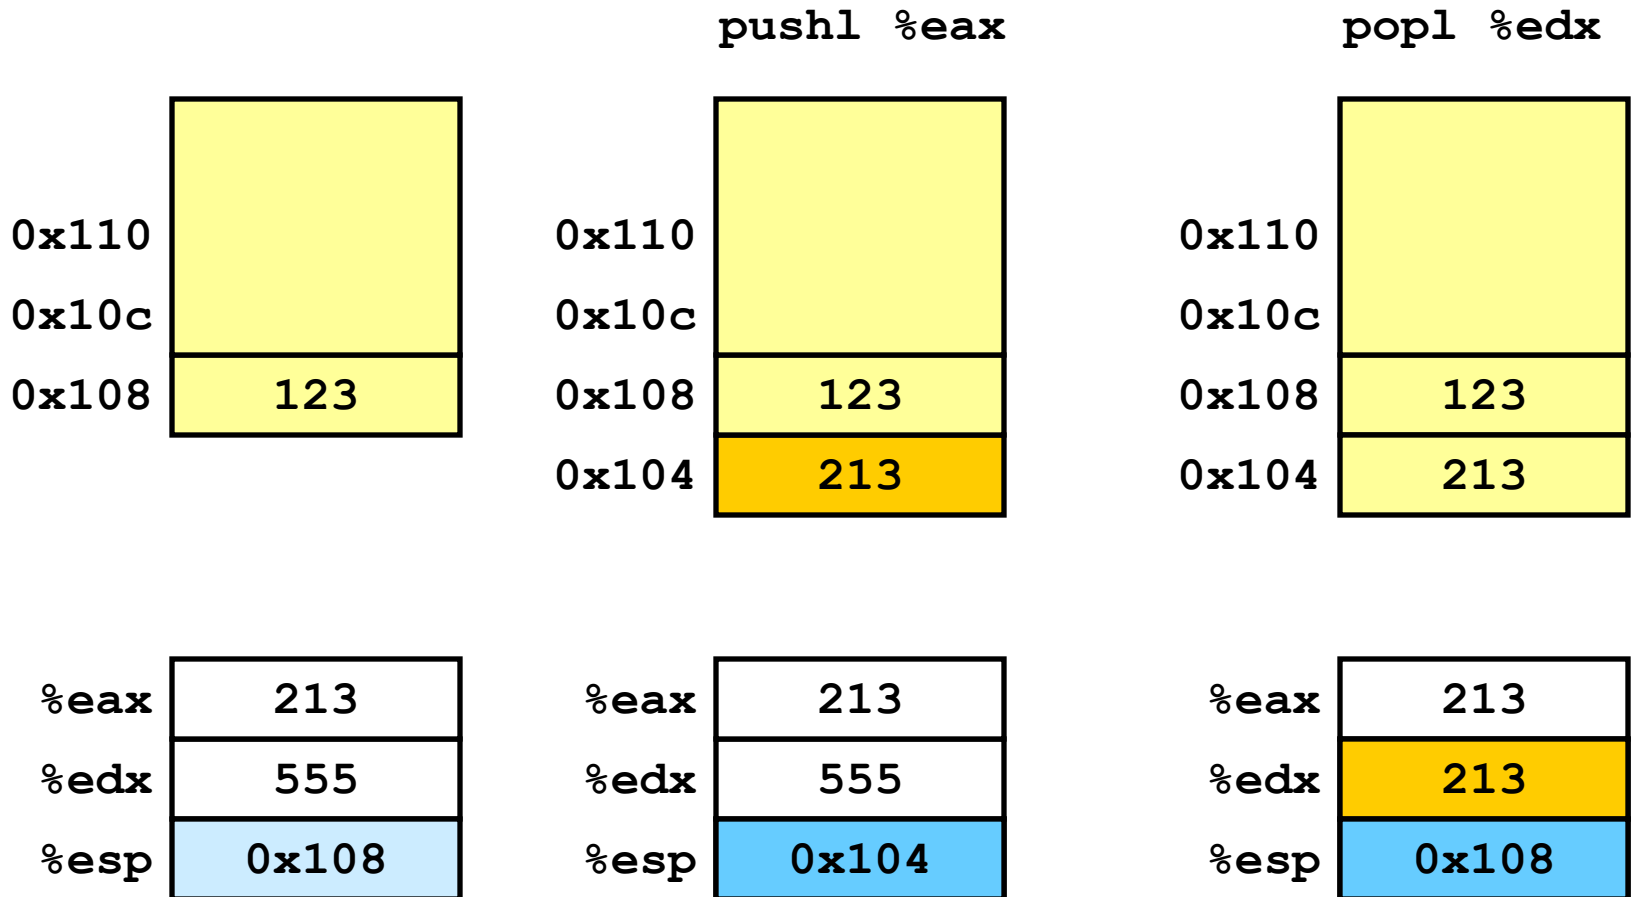 pushl %eax popl %edx
0x110 0x110 0x110
0x10c 0x10c 0x10c
0x108 123 0x108 123 0x108 123
0x104 213 0x104 213
%eax 213 %eax 213 %eax 213
%edx 555 %edx 555 %edx 213
%esp 0x108 %esp 0x104 %esp 0x108